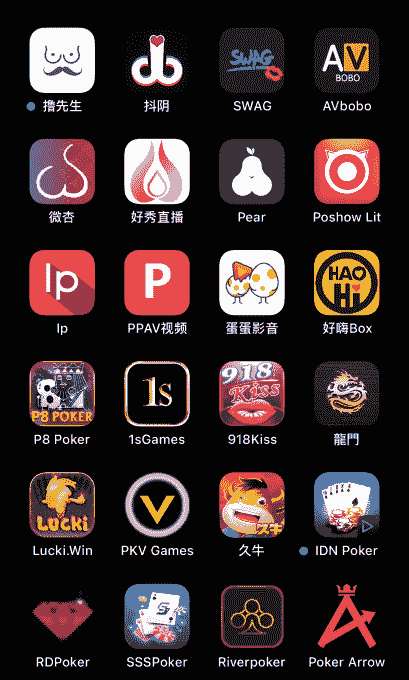 SWAG
AV
BOBO
撸先生
抖阴
SWAG
AVbobo
微杏
好秀直播
Pear
Poshow Lit
lp
P
HAO
Hi
lp
PPAV视频
蛋蛋影音
好嗨Box
8
P8 POKER
1s
918
Kiss
P8 Poker
1sGames
918Kiss
龍門
LUCKi
V
Lucki.Win
PKV Games
久牛
IDN Poker
S
RDPoker
SSSPoker
Riverpoker
Poker Arrow